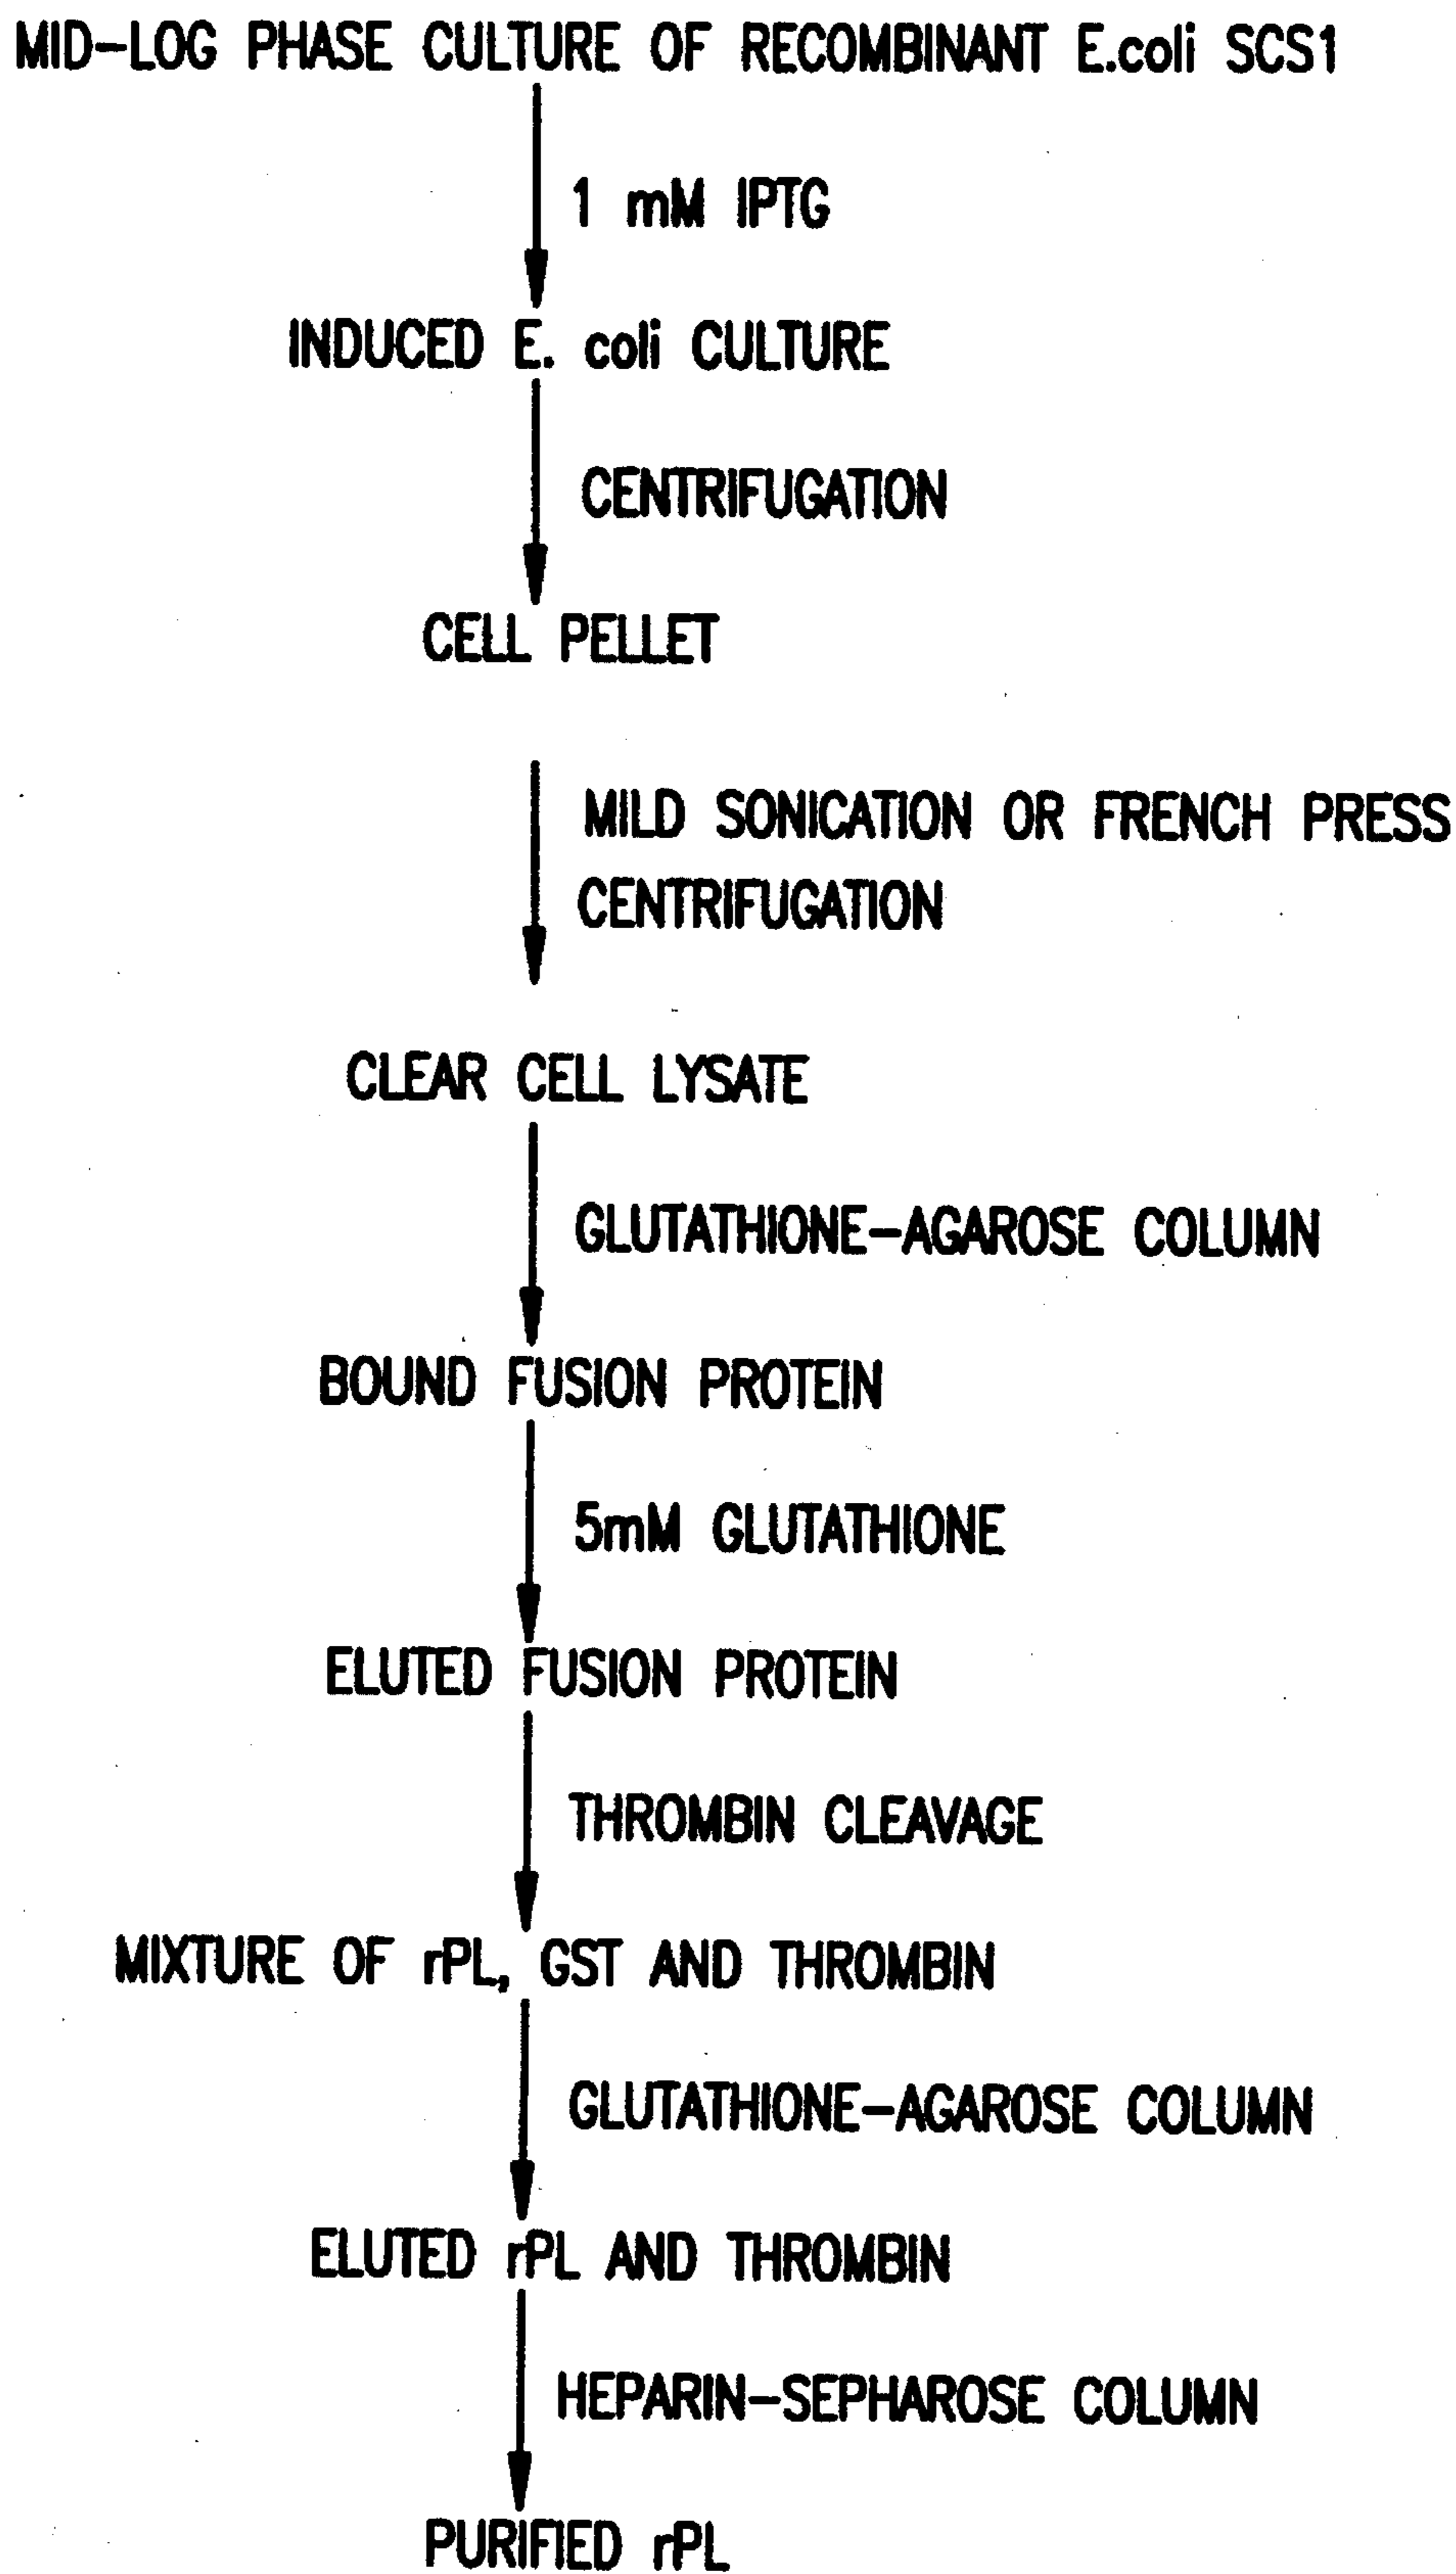 MID-LOG PHASE CULTURE OF RECOMBINANT E.coli SCS1
1 mM IPTG
INDUCED E. coli CULTURE
CENTRIFUGATION
CELL PELLET
MILD SONICATION OR FRENCH PRESS
CENTRIFUGATION
CLEAR CELL LYSATE
GLUTATHIONE-AGAROSE COLUMN
BOUND FUSION PROTEIN
5mM GLUTATHIONE
ELUTED FUSION PROTEIN
THROMBIN CLEAVAGE
MIXTURE OF rPL, GST AND THROMBIN
GLUTATHIONE-AGAROSE COLUMN
ELUTED rPL AND THROMBIN
HEPARIN-SEPHAROSE COLUMN
PURIFIED rPL